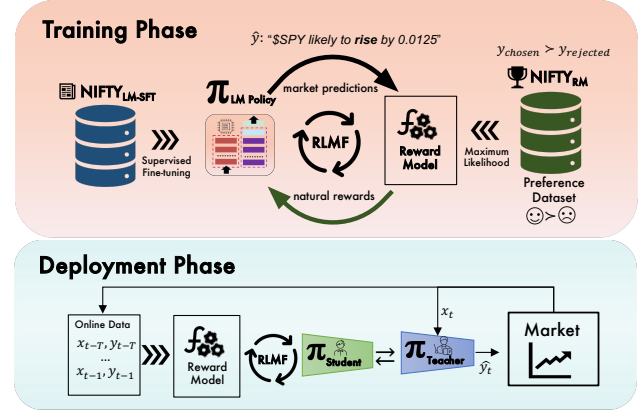 Training Phase
ŷ: "$SPY likely to rise by 0.0125"
y_chosen ≻ y_rejected
NIFTY_LM-SFT
π_LM Policy
market predictions
NIFTY_RM
Supervised
Fine-tuning
RLMF
f
Reward
Model
Maximum
Likelihood
natural rewards
Preference
Dataset
☺≻☹
Deployment Phase
Online Data
x_{t-T}, y_{t-T}
...
x_{t-1}, y_{t-1}
f
Reward
Model
RLMF
π_Student
π_Teacher
x_t
ŷ_t
Market